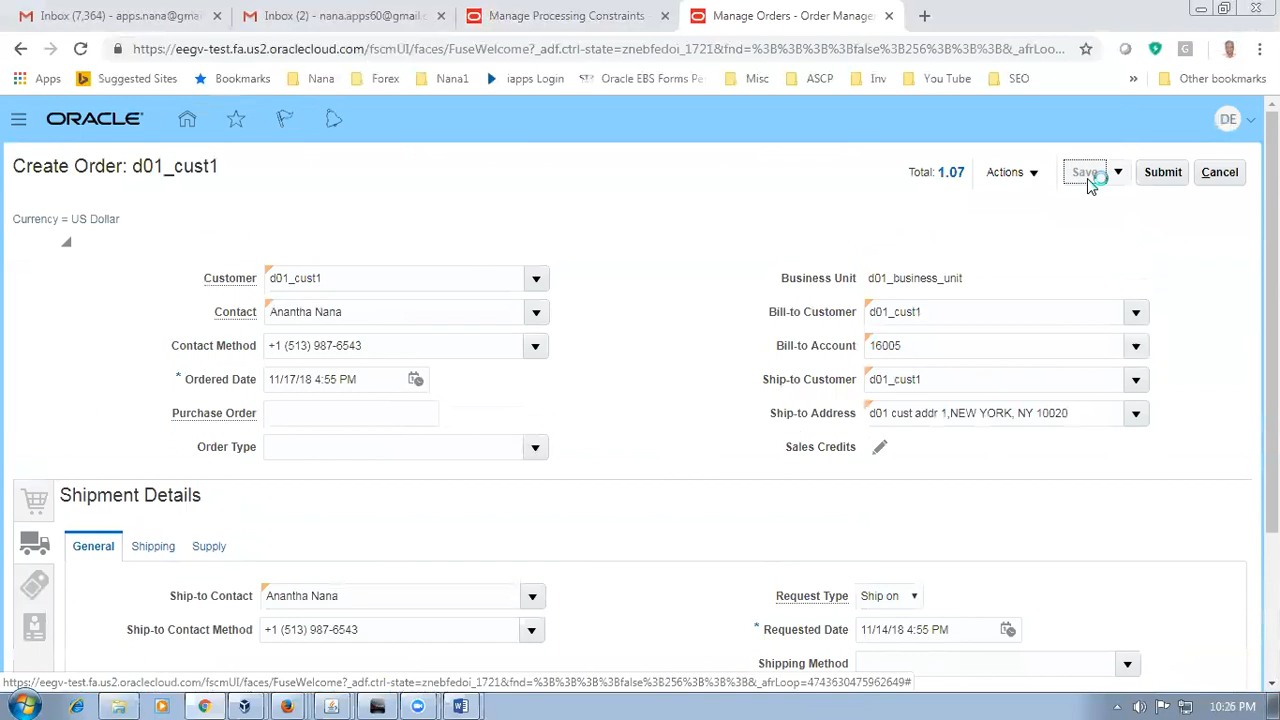 Inbox (7,364) - apps.nana@gma
Inbox (2) - nana.apps60@gmail.c
Manage Processing Constraints
Manage Orders - Order Manage
https://eegv-test.fa.us2.oraclecloud.com/fscmUI/faces/FuseWelcome?_adf.ctrl-state=znebfedoi_1721&fnd=%3B%3B%3B%3Bfalse%3B256%3B%3B%3B&_afrLoo...
Apps
Suggested Sites
Bookmarks
Nana
Forex
Nana1
iapps Login
Oracle EBS Forms Pe
Misc
ASCP
Inv
You Tube
SEO
Other bookmarks
ORACLE
DE
Create Order: d01_cust1
Total: 1.07
Actions
Save
Submit
Cancel
Currency = US Dollar
Customer d01_cust1
Business Unit d01_business_unit
Contact Anantha Nana
Bill-to Customer d01_cust1
Contact Method +1 (513) 987-6543
Bill-to Account 16005
* Ordered Date 11/17/18 4:55 PM
Ship-to Customer d01_cust1
Purchase Order
Ship-to Address d01 cust addr 1,NEW YORK, NY 10020
Order Type
Sales Credits
Shipment Details
General Shipping Supply
Ship-to Contact Anantha Nana
Request Type Ship on
Ship-to Contact Method +1 (513) 987-6543
* Requested Date 11/14/18 4:55 PM
Shipping Method
https://eegv-test.fa.us2.oraclecloud.com/fscmUI/faces/FuseWelcome?_adf.ctrl-state=znebfedoi_1721&fnd=%3B%3B%3B%3Bfalse%3B256%3B%3B%3B&_afrLoop=4743630475962649#
10:26 PM